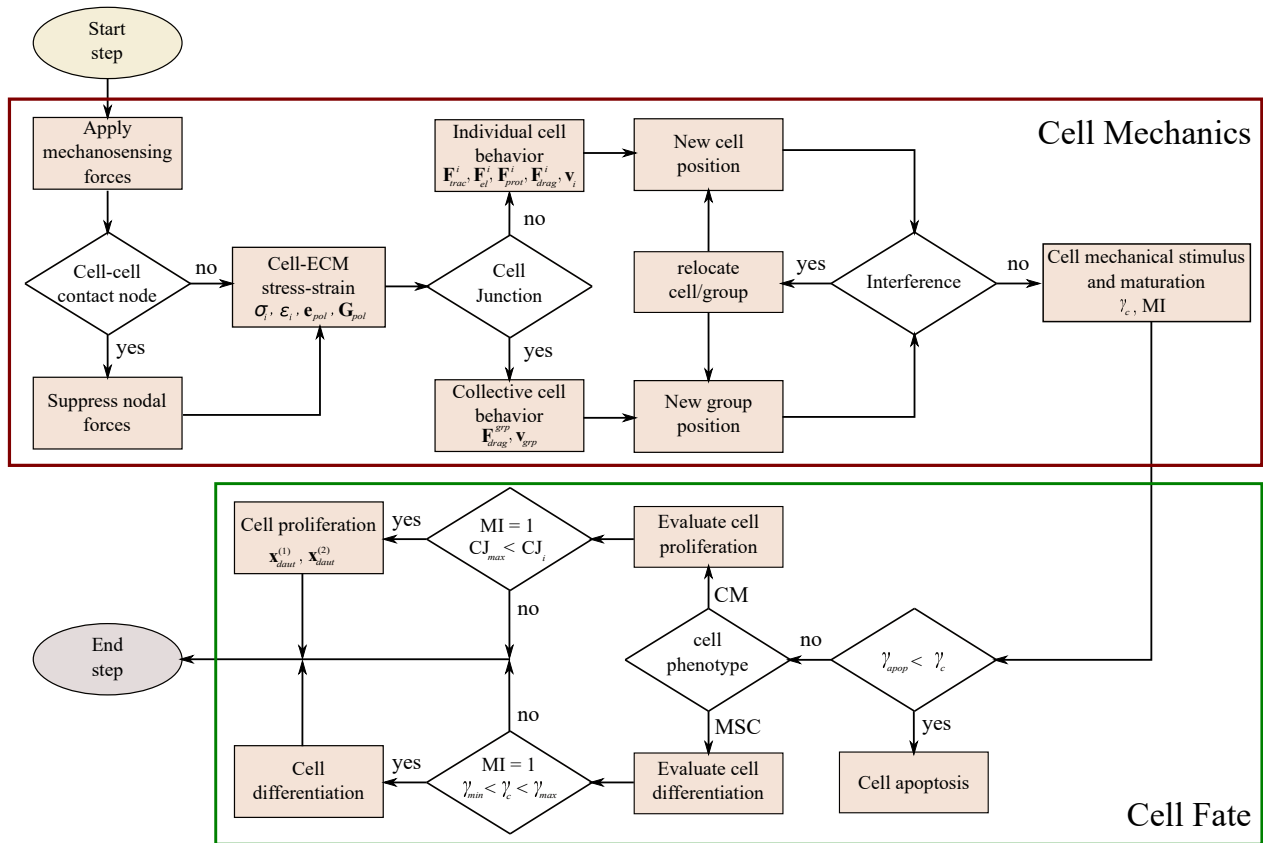 Start
step
Cell Mechanics
Apply
mechanosensing
forces
Cell-cell
contact node
no
yes
Suppress nodal
forces
Cell-ECM
stress-strain
σ_i, ε_i, e_pol, G_pol
Cell
Junction
no
yes
Individual cell
behavior
F^i_trac, F^i_el, F^i_prot, F^i_drag, v_i
Collective cell
behavior
F^grp_drag, v_grp
New cell
position
relocate
cell/group
New group
position
yes
Interference
no
Cell mechanical stimulus
and maturation
γ_c, MI
γ_apop < γ_c
no
yes
Cell apoptosis
cell
phenotype
CM
MSC
Evaluate cell
proliferation
MI = 1
CJ_max < CJ_i
yes
no
Cell proliferation
x^(1)_daut, x^(2)_daut
Evaluate cell
differentiation
MI = 1
γ_min < γ_c < γ_max
yes
no
Cell
differentiation
End
step
Cell Fate